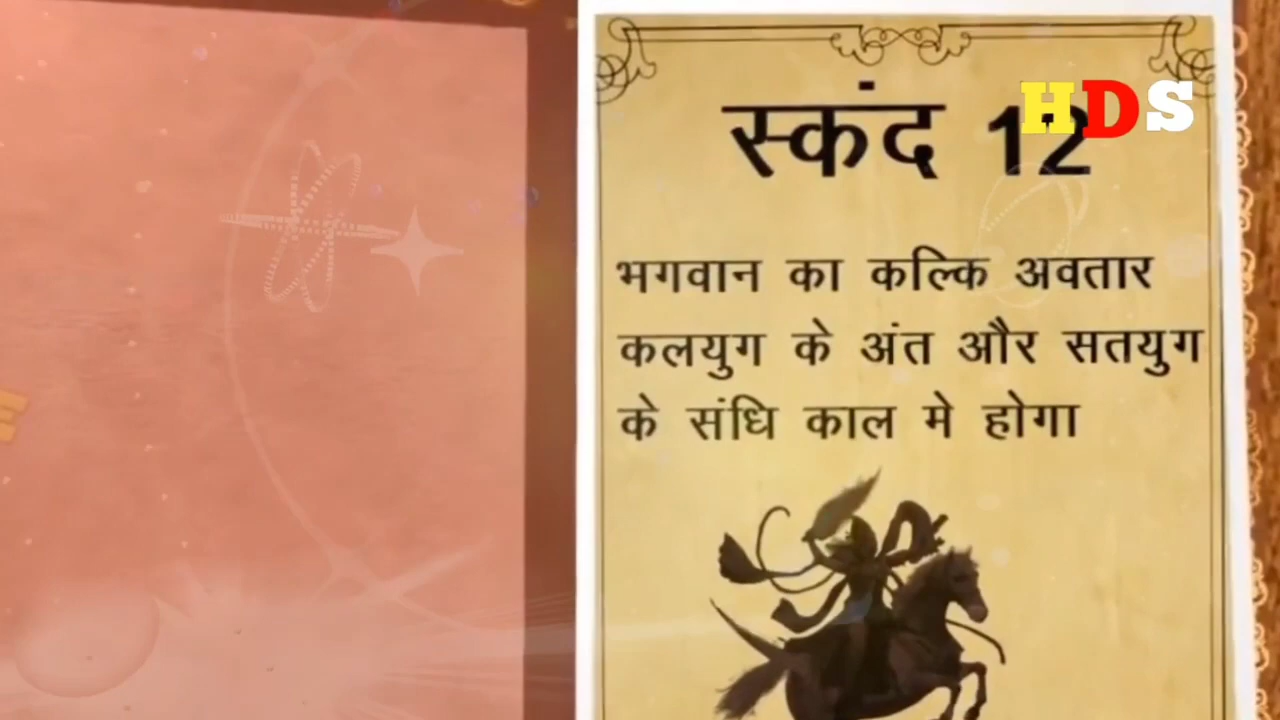 HDS
स्कंद 12
भगवान का कल्कि अवतार
कलयुग के अंत और सतयुग
के संधि काल मे होगा